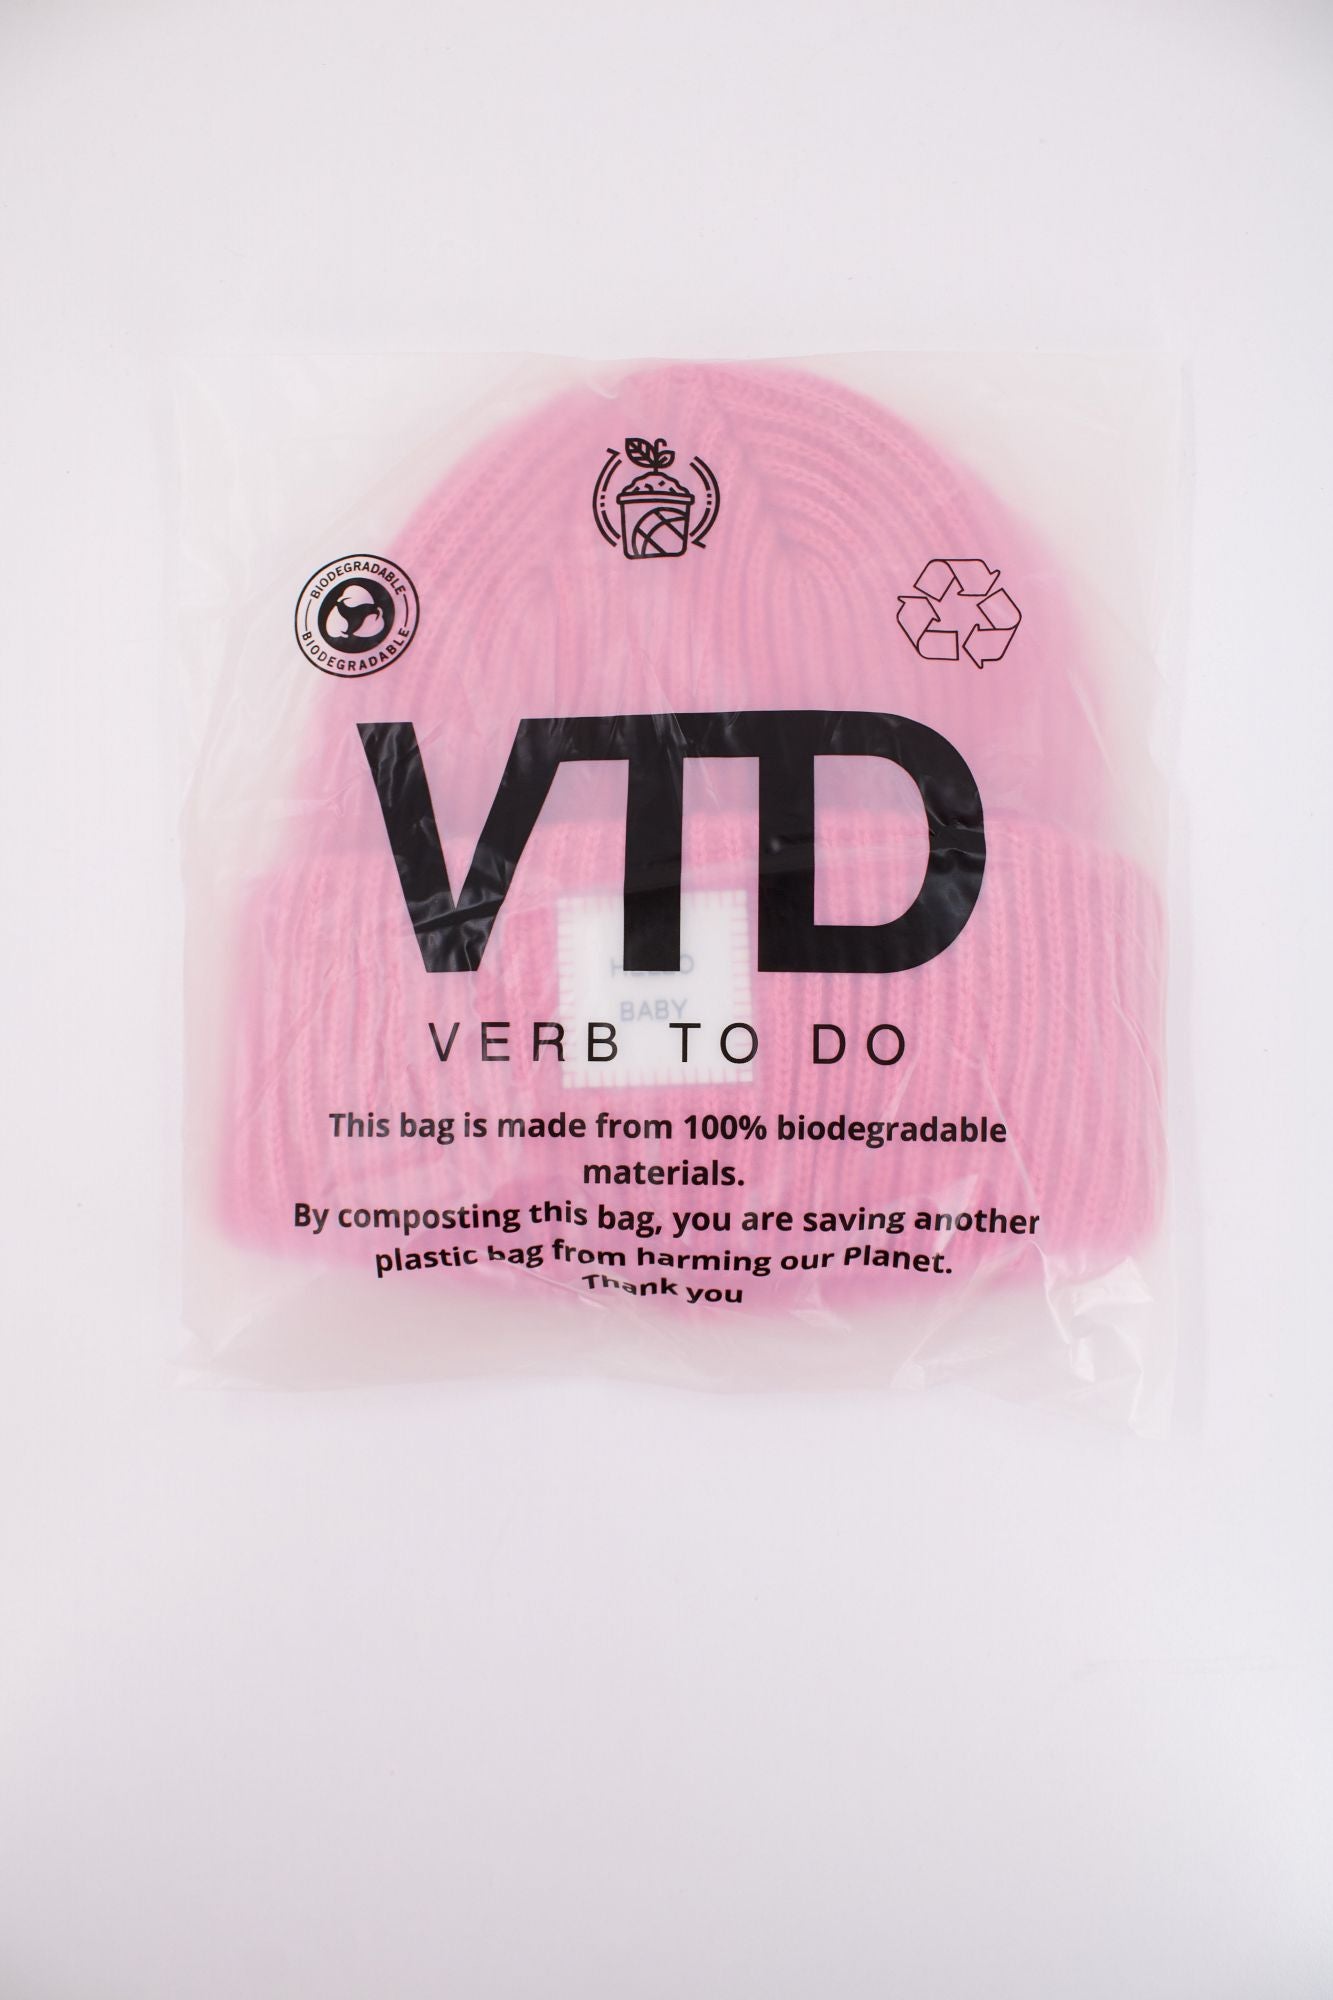 BIODEGRADABLE
BIODEGRADABLE
VTD
HELLO
BABY
VERB TO DO
This bag is made from 100% biodegradable
materials.
By composting this bag, you are saving another
plastic bag from harming our Planet.
Thank you